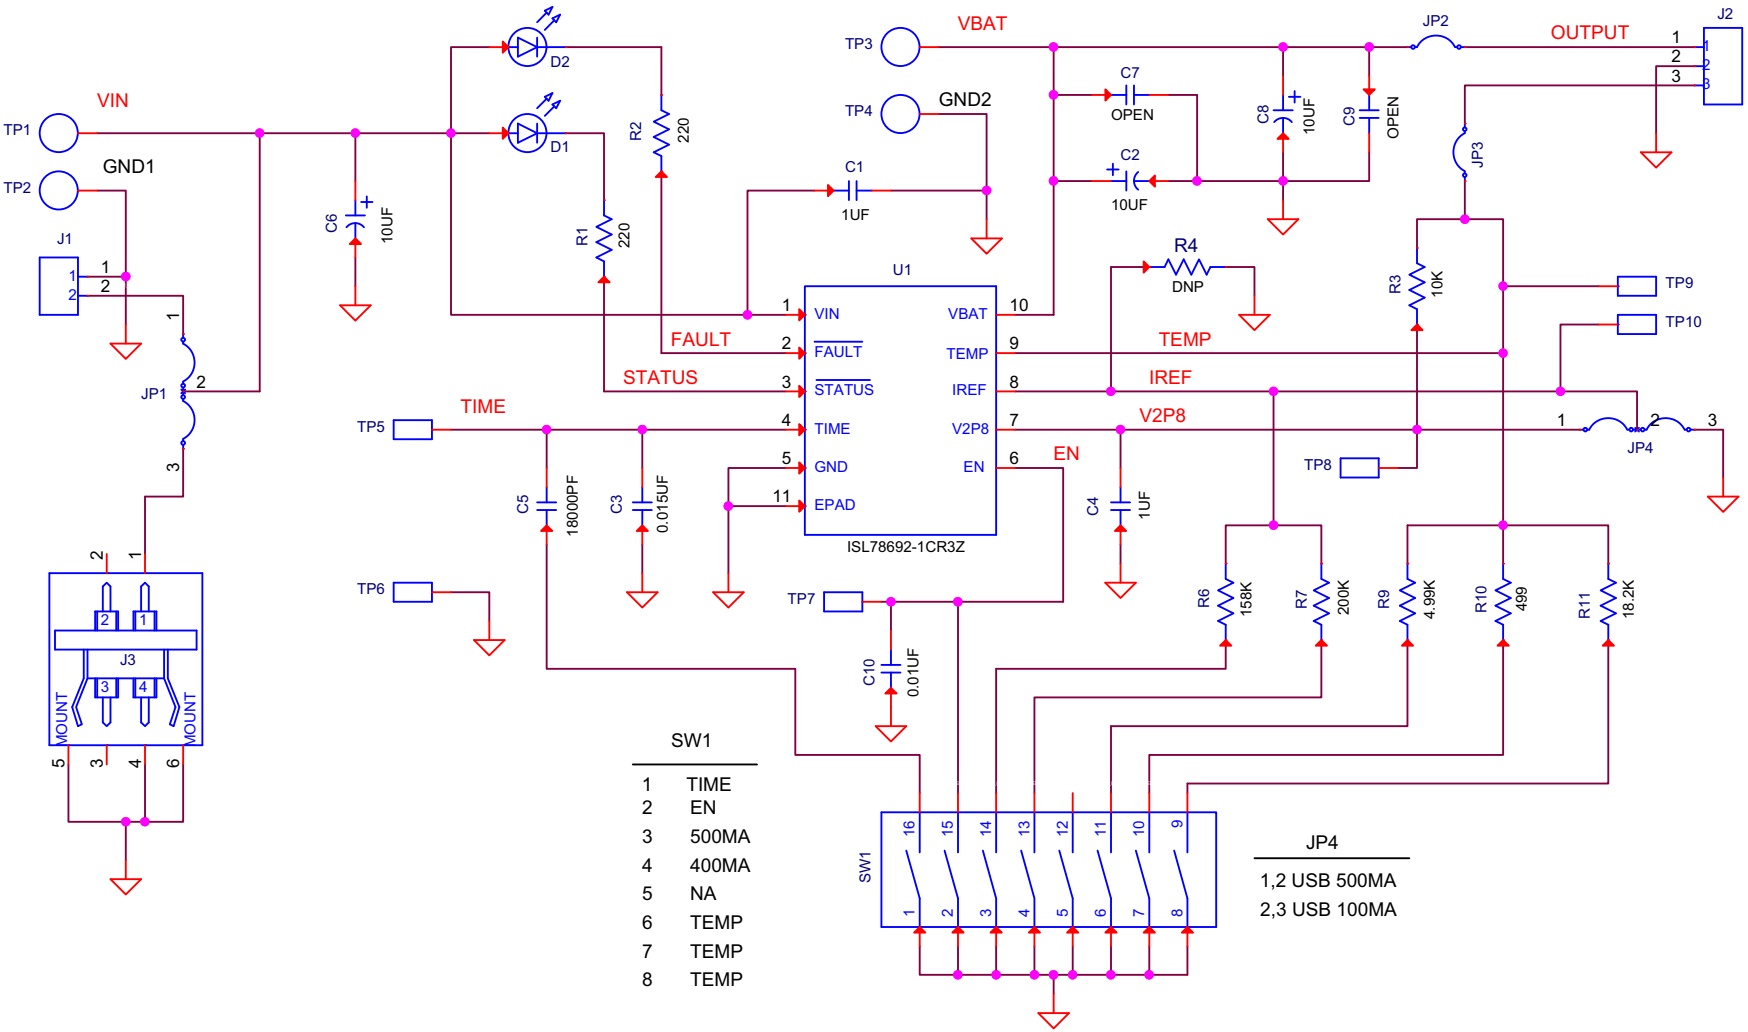 VIN
TP1
GND1
TP2
J1
1
2
1
2
1
2
JP1
3
2
1
2
1
J3
3
4
MOUNT
MOUNT
5
3
4
6
D2
D1
R2
220
R1
220
C6
10UF
TP3
VBAT
TP4
GND2
C1
1UF
C7
OPEN
C2
10UF
C8
10UF
C9
OPEN
JP2
OUTPUT
J2
1
2
3
1
2
3
JP3
R4
DNP
R3
10K
TP9
TP10
U1
1
VIN
2
FAULT
3
STATUS
4
TIME
5
GND
11
EPAD
VBAT
10
TEMP
9
IREF
8
V2P8
7
EN
6
ISL78692-1CR3Z
FAULT
STATUS
TIME
TEMP
IREF
V2P8
EN
TP5
C5
18000PF
C3
0.015UF
TP6
TP7
C10
0.01UF
C4
1UF
TP8
1
2
3
JP4
R6
158K
R7
200K
R9
4.99K
R10
499
R11
18.2K
SW1
1 TIME
2 EN
3 500MA
4 400MA
5 NA
6 TEMP
7 TEMP
8 TEMP
SW1
16
15
14
13
12
11
10
9
1
2
3
4
5
6
7
8
JP4
1,2 USB 500MA
2,3 USB 100MA